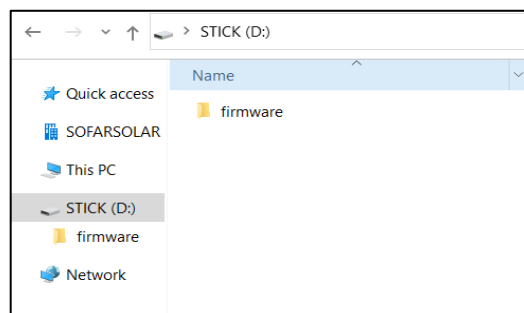 STICK (D:)
Name
Quick access
SOFARSOLAR
This PC
STICK (D:)
firmware
Network
firmware